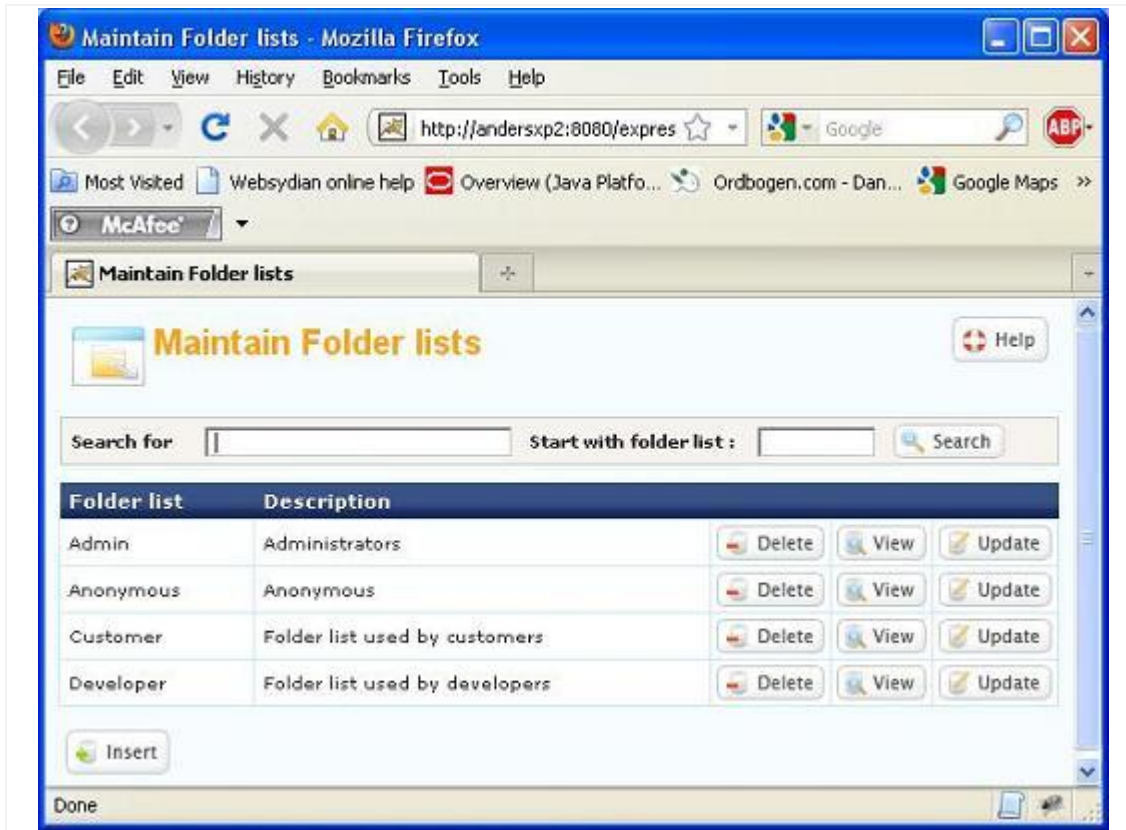 Maintain Folder lists - Mozilla Firefox
File Edit View History Bookmarks Tools Help
http://andersxp2:8080/expres Google ABP
Most Visited Websydian online help Overview (Java Platfo... Ordbogen.com - Dan... Google Maps »
McAfee
Maintain Folder lists
Maintain Folder lists Help
Search for Start with folder list : Search
Folder list Description
Admin Administrators Delete View Update
Anonymous Anonymous Delete View Update
Customer Folder list used by customers Delete View Update
Developer Folder list used by developers Delete View Update
Insert
Done